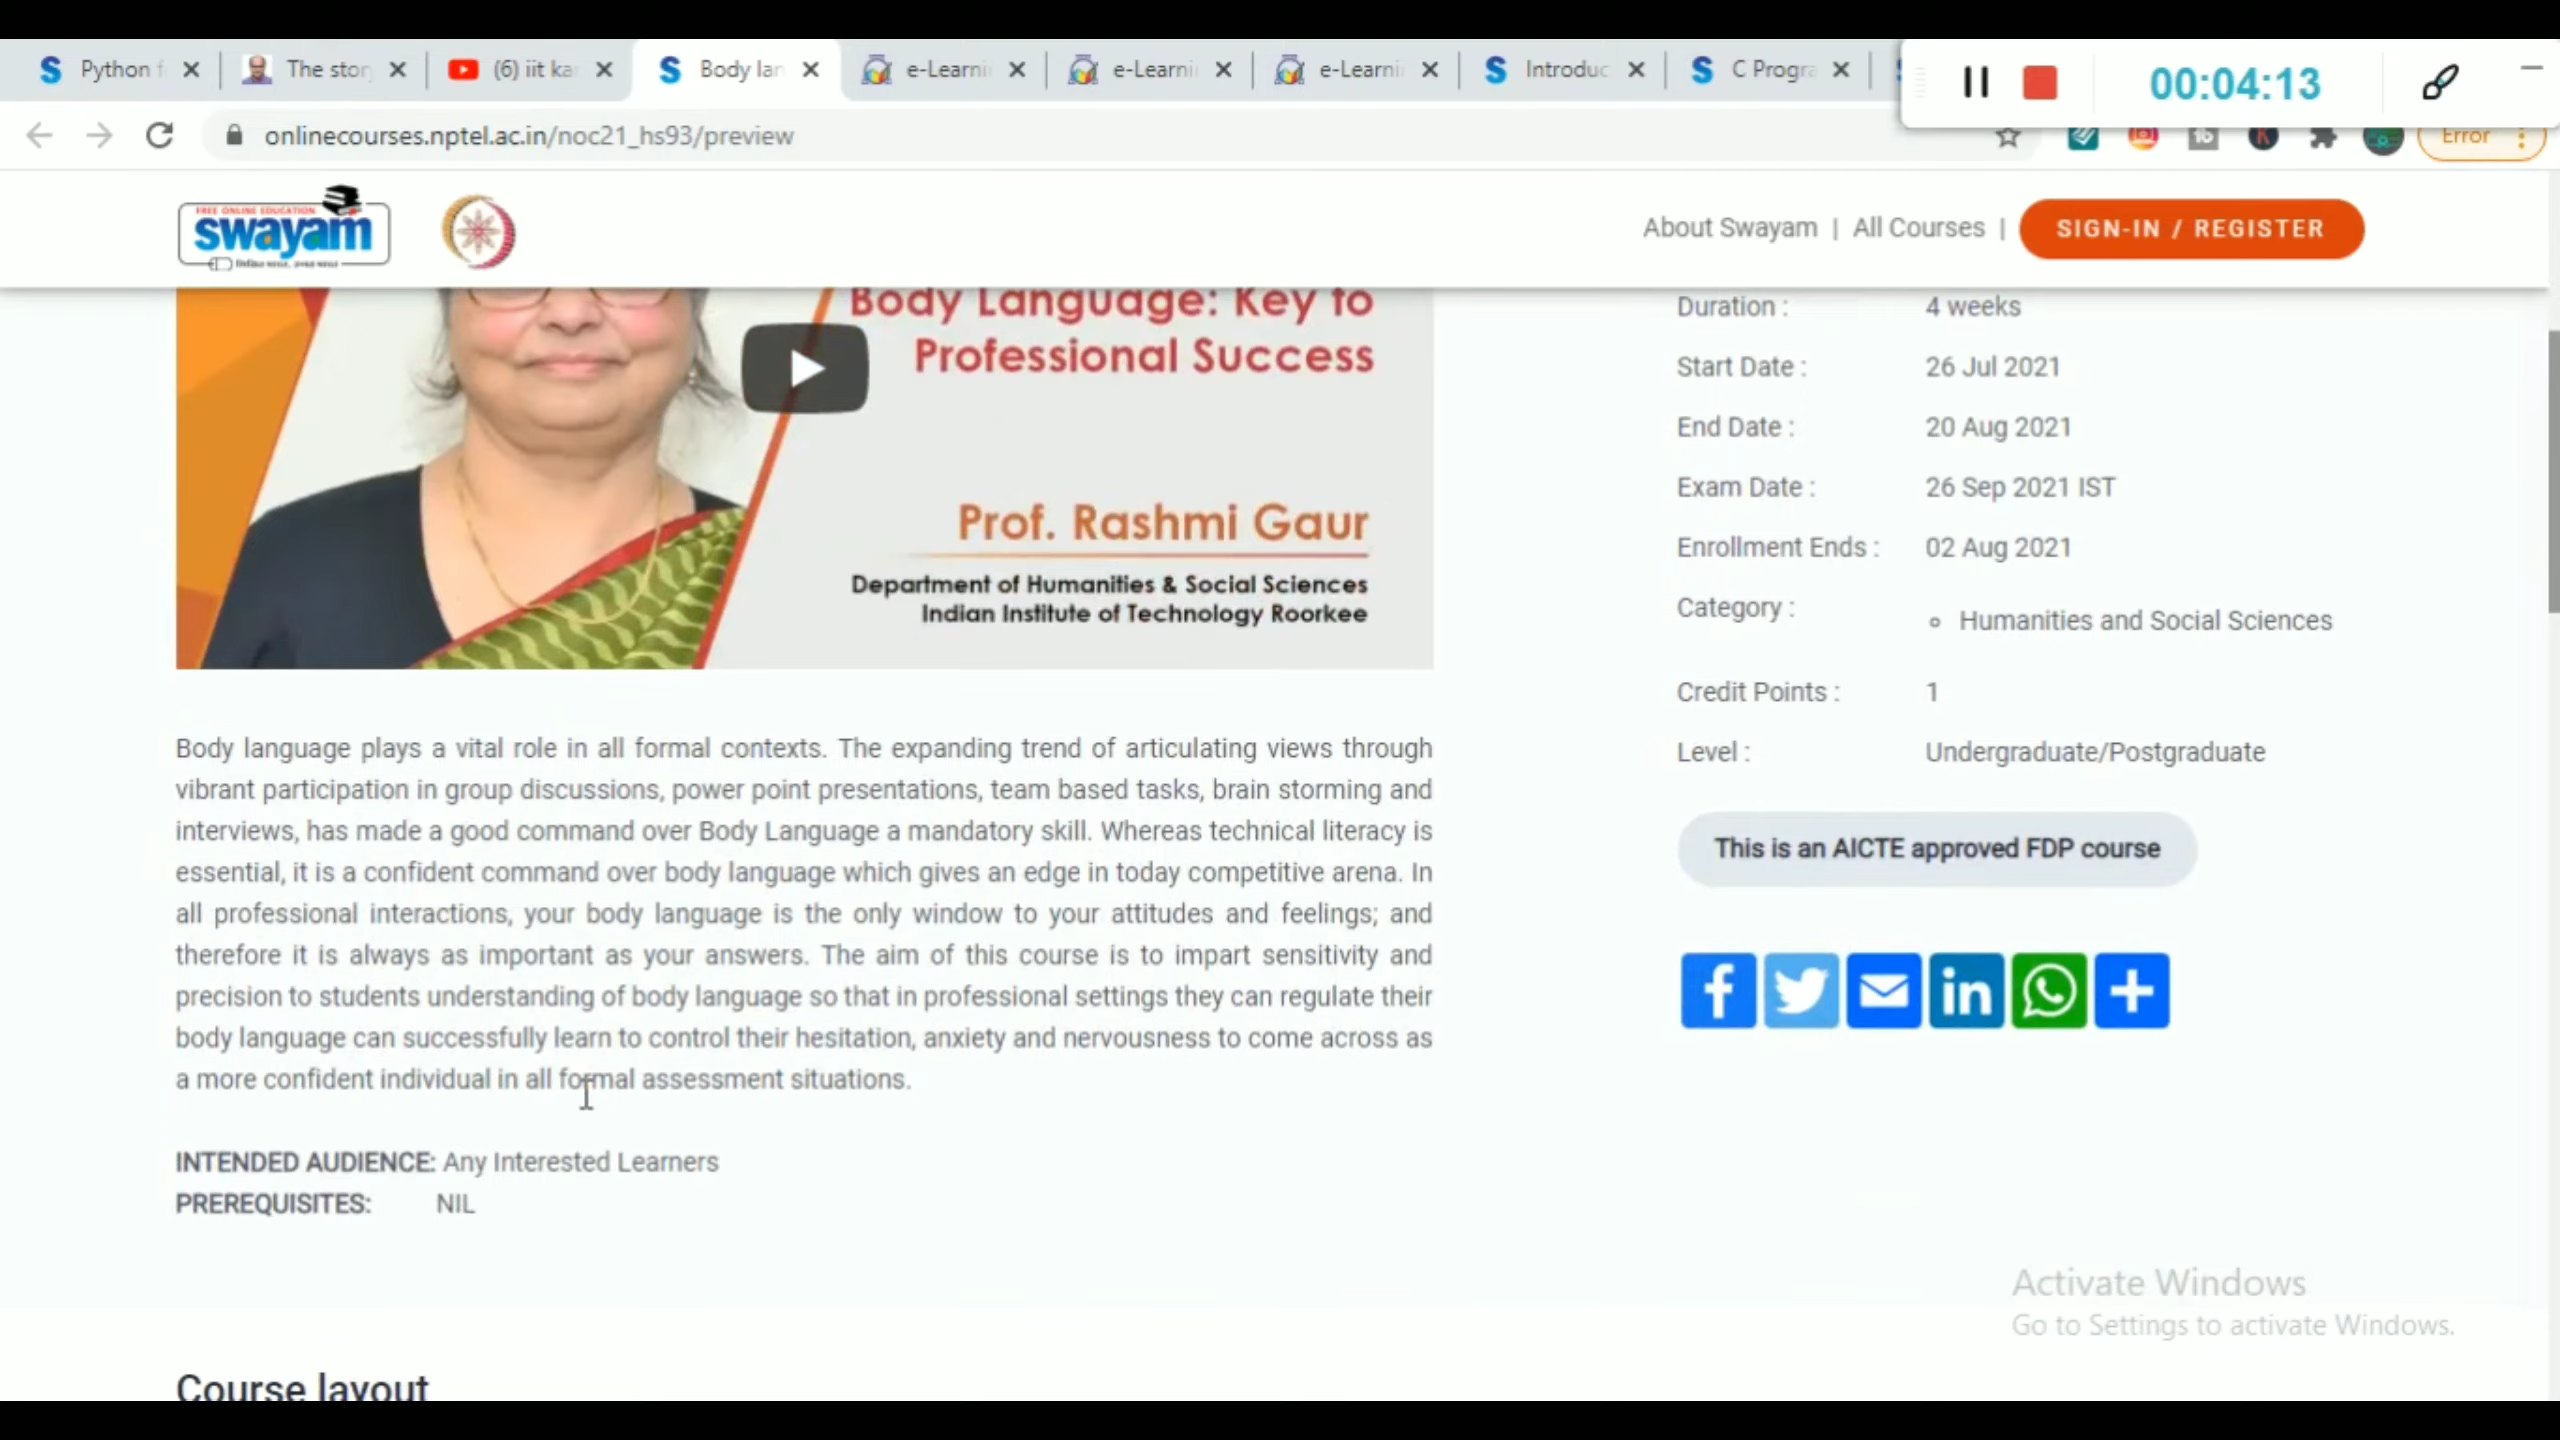 Python f
The stor
(6) iit ka
Body lan
e-Learni
e-Learni
e-Learni
Introduc
C Progra
00:04:13
onlinecourses.nptel.ac.in/noc21_hs93/preview
Error
FREE ONLINE EDUCATION
swayam
About Swayam | All Courses |
SIGN-IN / REGISTER
Body Language: Key to
Professional Success
Prof. Rashmi Gaur
Department of Humanities & Social Sciences
Indian Institute of Technology Roorkee
Duration : 4 weeks
Start Date : 26 Jul 2021
End Date : 20 Aug 2021
Exam Date : 26 Sep 2021 IST
Enrollment Ends : 02 Aug 2021
Category : Humanities and Social Sciences
Credit Points : 1
Level : Undergraduate/Postgraduate
This is an AICTE approved FDP course
Body language plays a vital role in all formal contexts. The expanding trend of articulating views through
vibrant participation in group discussions, power point presentations, team based tasks, brain storming and
interviews, has made a good command over Body Language a mandatory skill. Whereas technical literacy is
essential, it is a confident command over body language which gives an edge in today competitive arena. In
all professional interactions, your body language is the only window to your attitudes and feelings; and
therefore it is always as important as your answers. The aim of this course is to impart sensitivity and
precision to students understanding of body language so that in professional settings they can regulate their
body language can successfully learn to control their hesitation, anxiety and nervousness to come across as
a more confident individual in all formal assessment situations.
INTENDED AUDIENCE: Any Interested Learners
PREREQUISITES: NIL
Activate Windows
Go to Settings to activate Windows.
Course layout